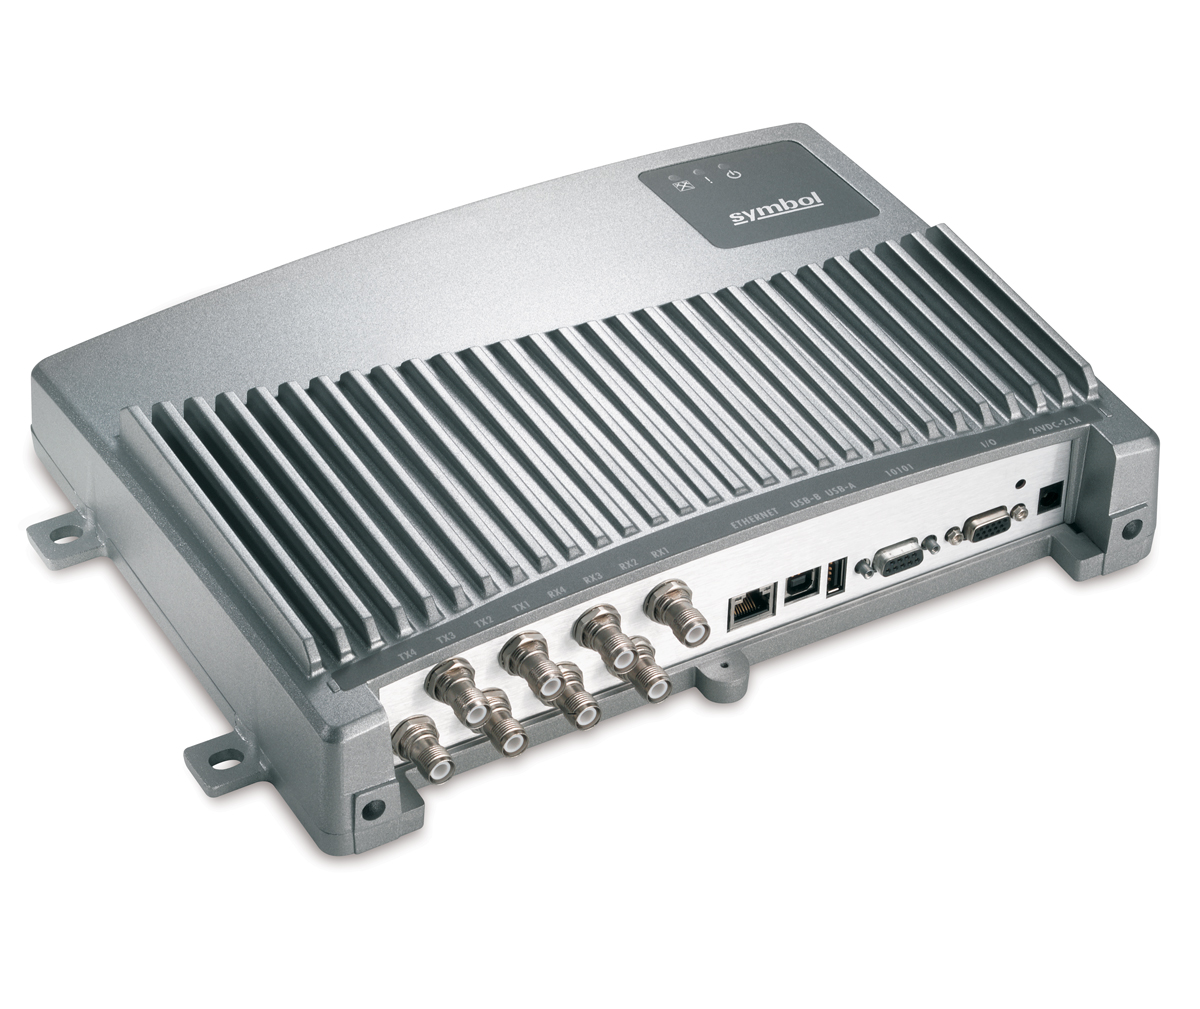 symbol
TX4 TX3 TX2 TX1 RX4 RX3 RX2 RX1 ETHERNET USB-B USB-A 10101 I/O 24VDC-2.1A